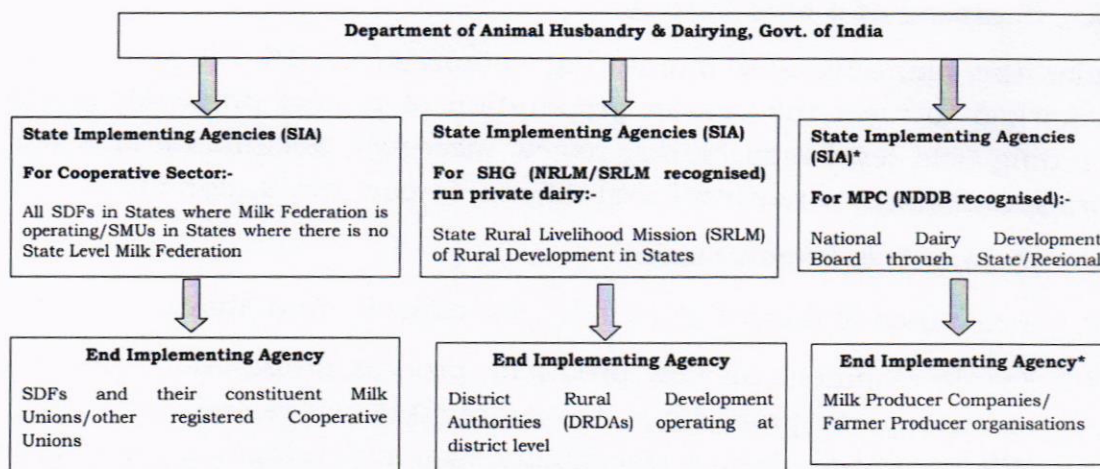 Department of Animal Husbandry & Dairying, Govt. of India
State Implementing Agencies (SIA)
For Cooperative Sector:-
All SDFs in States where Milk Federation is
operating/SMUs in States where there is no
State Level Milk Federation
State Implementing Agencies (SIA)
For SHG (NRLM/SRLM recognised)
run private dairy:-
State Rural Livelihood Mission (SRLM)
of Rural Development in States
State Implementing Agencies
(SIA)*
For MPC (NDDB recognised):-
National Dairy Development
Board through State/Regional
End Implementing Agency
SDFs and their constituent Milk
Unions/other registered Cooperative
Unions
End Implementing Agency
District Rural Development
Authorities (DRDAs) operating at
district level
End Implementing Agency*
Milk Producer Companies/
Farmer Producer organisations